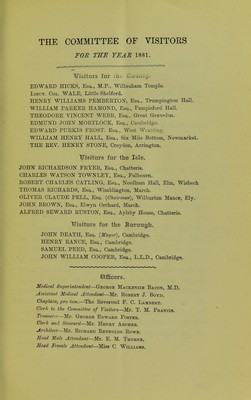 THE COMMITTEE OF VISITORS
FOR THE YEAR 1881.
Visitors for the County.
EDWARD HICKS, Esq., M.P., Wilbraham Temple.
Lieut. Col. WALE, Little Shelford.
HENRY WILLIAMS PEMBERTON, Esq., Trumpington Hall.
WILLIAM PARKER HAMOND, Esq., Pampisford Hall.
THEODORE VINCENT WEBB, Esq., Great Gransden.
EDMUND JOHN MORTLOCK, Esq., Cambridge.
EDWARD PURKIS FROST, Esq., West Wratting.
WILLIAM HENRY HALL, Esq., Six Mile Bottom, Newmarket.
THE REV. HENRY STONE, Croydon, Arrington.
Visitors for the Isle.
JOHN RICHARDSON FRYER, Esq., Chatteris.
CHARLES WATSON TOWNLEY, Esq., Fulbourn.
ROBERT CHARLES CATLING, Esq., Needham Hall, Elm, Wisbech
THOMAS RICHARDS, Esq., Wimblington, March.
OLIVER CLAUDE PELL, Esq. (Chairman), Wilburton Manor, Ely.
JOHN BROWN, Esq., Elwyn Orchard, March.
ALFRED SEWARD RUSTON, Esq., Aylsby House, Chatteris.
Visitors for the Borough.
JOHN DEATH, Esq. (Mayor), Cambridge.
HENRY RANCE, Esq., Cambridge.
SAMUEL PEED, Esq., Cambridge.
JOHN WILLIAM COOPER, Esq., L.L.D., Cambridge.
Officers.
Medical Superintendent—George Mackenzie Bacon, M.D.
Assistant Medical Attendant—Mr. Robert J. Boyd.
Chaplain, pro tem.—The Reverend F. C. Lambert.
Clerk to the Committee of Visitors—Mr. T. M. Francis.
Treasurer—Mr. George Edward Foster.
Clerk and Steward—Mr. Henry Archer.
Architect—Mr. Richard Reynolds Rowe.
Head Male Attendant—Mr. E. M. Thorne.
Head Female Attendant—Miss C. Williams.